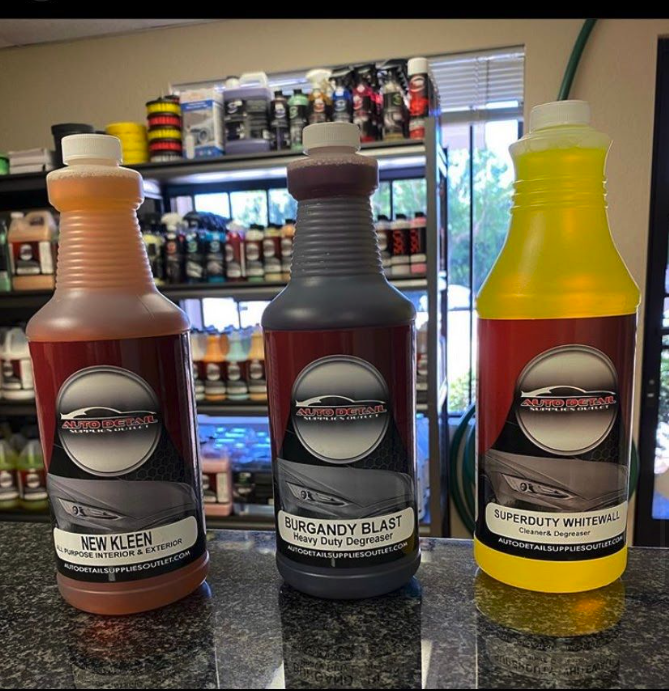 AUTO DETAIL
SUPPLIES OUTLET
NEW KLEEN
ALL PURPOSE INTERIOR & EXTERIOR
AUTODETAILSUPPLIESOUTLET.COM
AUTO DETAIL
SUPPLIES OUTLET
BURGANDY BLAST
Heavy Duty Degreaser
AUTODETAILSUPPLIESOUTLET.COM
AUTO DETAIL
SUPPLIES OUTLET
SUPERDUTY WHITEWALL
Cleaner& Degreaser
AUTODETAILSUPPLIESOUTLET.COM